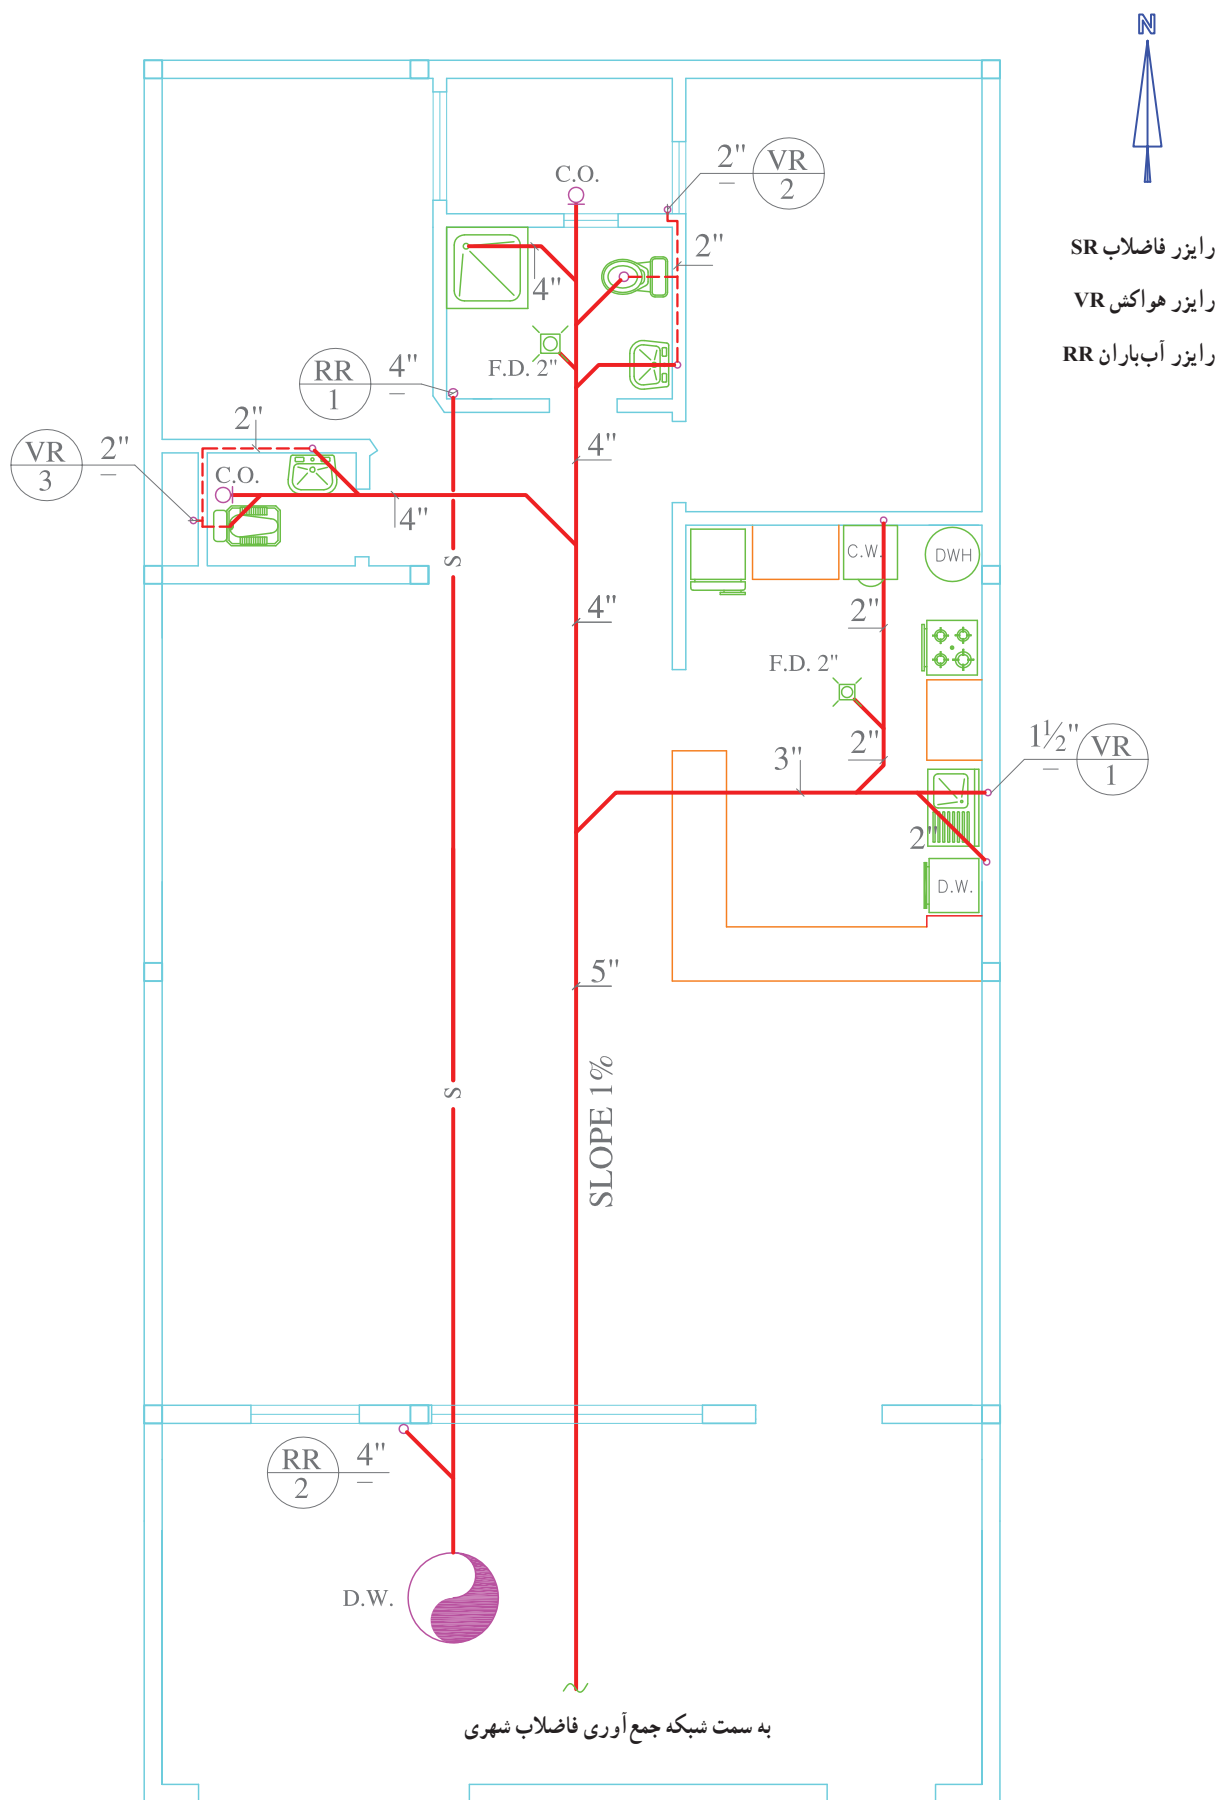 N
C.O.
2" VR 2
رایزر فاضلاب SR
2"
رایزر هواکش VR
4"
رایزر آب‌باران RR
F.D. 2"
RR 1 4"
2"
4"
VR 3 2"
C.O.
4"
C.W.
DWH
S
4"
2"
F.D. 2"
1½" VR 1
2"
3"
2"
D.W.
5"
S
SLOPE 1%
RR 2 4"
D.W.
به سمت شبکه جمع‌آوری فاضلاب شهری